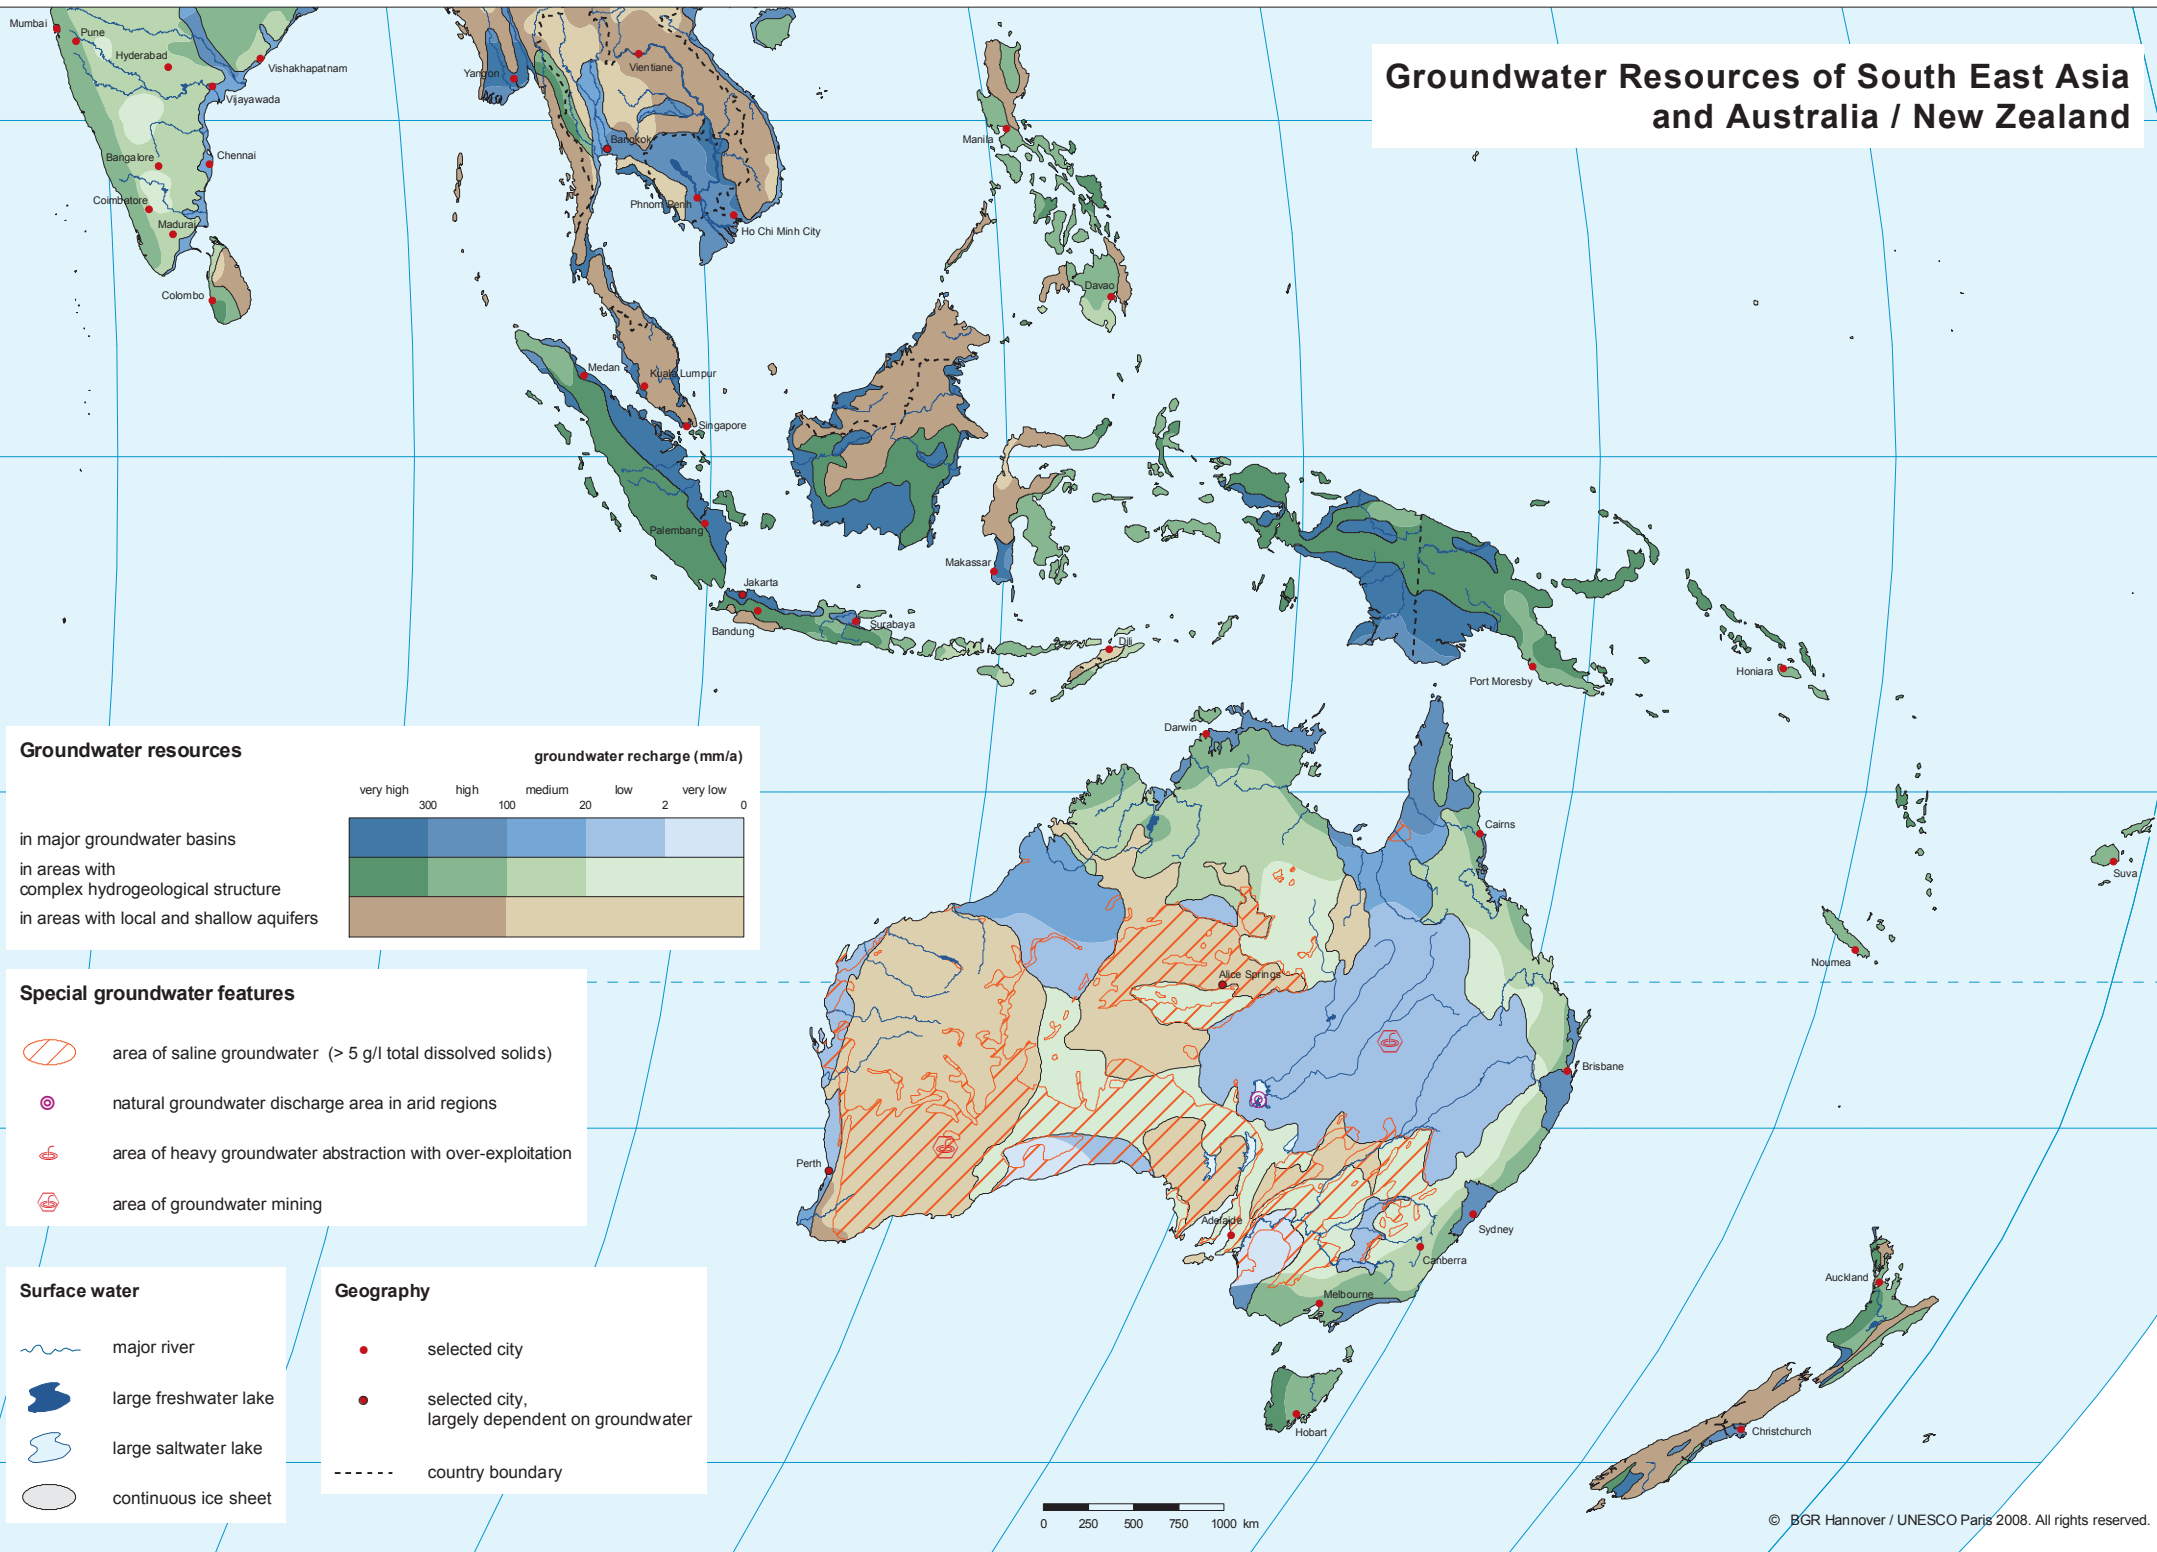 Groundwater Resources of South East Asia
and Australia / New Zealand
Mumbai
Pune
Hyderabad
Vishakhapatnam
Vijayawada
Bangalore
Chennai
Coimbatore
Madurai
Colombo
Yangon
Vientiane
Bangkok
Phnom Penh
Ho Chi Minh City
Manila
Davao
Medan
Kuala Lumpur
Singapore
Palembang
Jakarta
Bandung
Surabaya
Makassar
Dili
Port Moresby
Honiara
Darwin
Cairns
Suva
Noumea
Alice Springs
Brisbane
Perth
Adelaide
Sydney
Canberra
Melbourne
Hobart
Auckland
Christchurch
Groundwater resources
groundwater recharge (mm/a)
very high high medium low very low
300 100 20 2 0
in major groundwater basins
in areas with
complex hydrogeological structure
in areas with local and shallow aquifers
Special groundwater features
area of saline groundwater (> 5 g/l total dissolved solids)
natural groundwater discharge area in arid regions
area of heavy groundwater abstraction with over-exploitation
area of groundwater mining
Surface water
major river
large freshwater lake
large saltwater lake
continuous ice sheet
Geography
selected city
selected city,
largely dependent on groundwater
country boundary
0 250 500 750 1000 km
© BGR Hannover / UNESCO Paris 2008. All rights reserved.